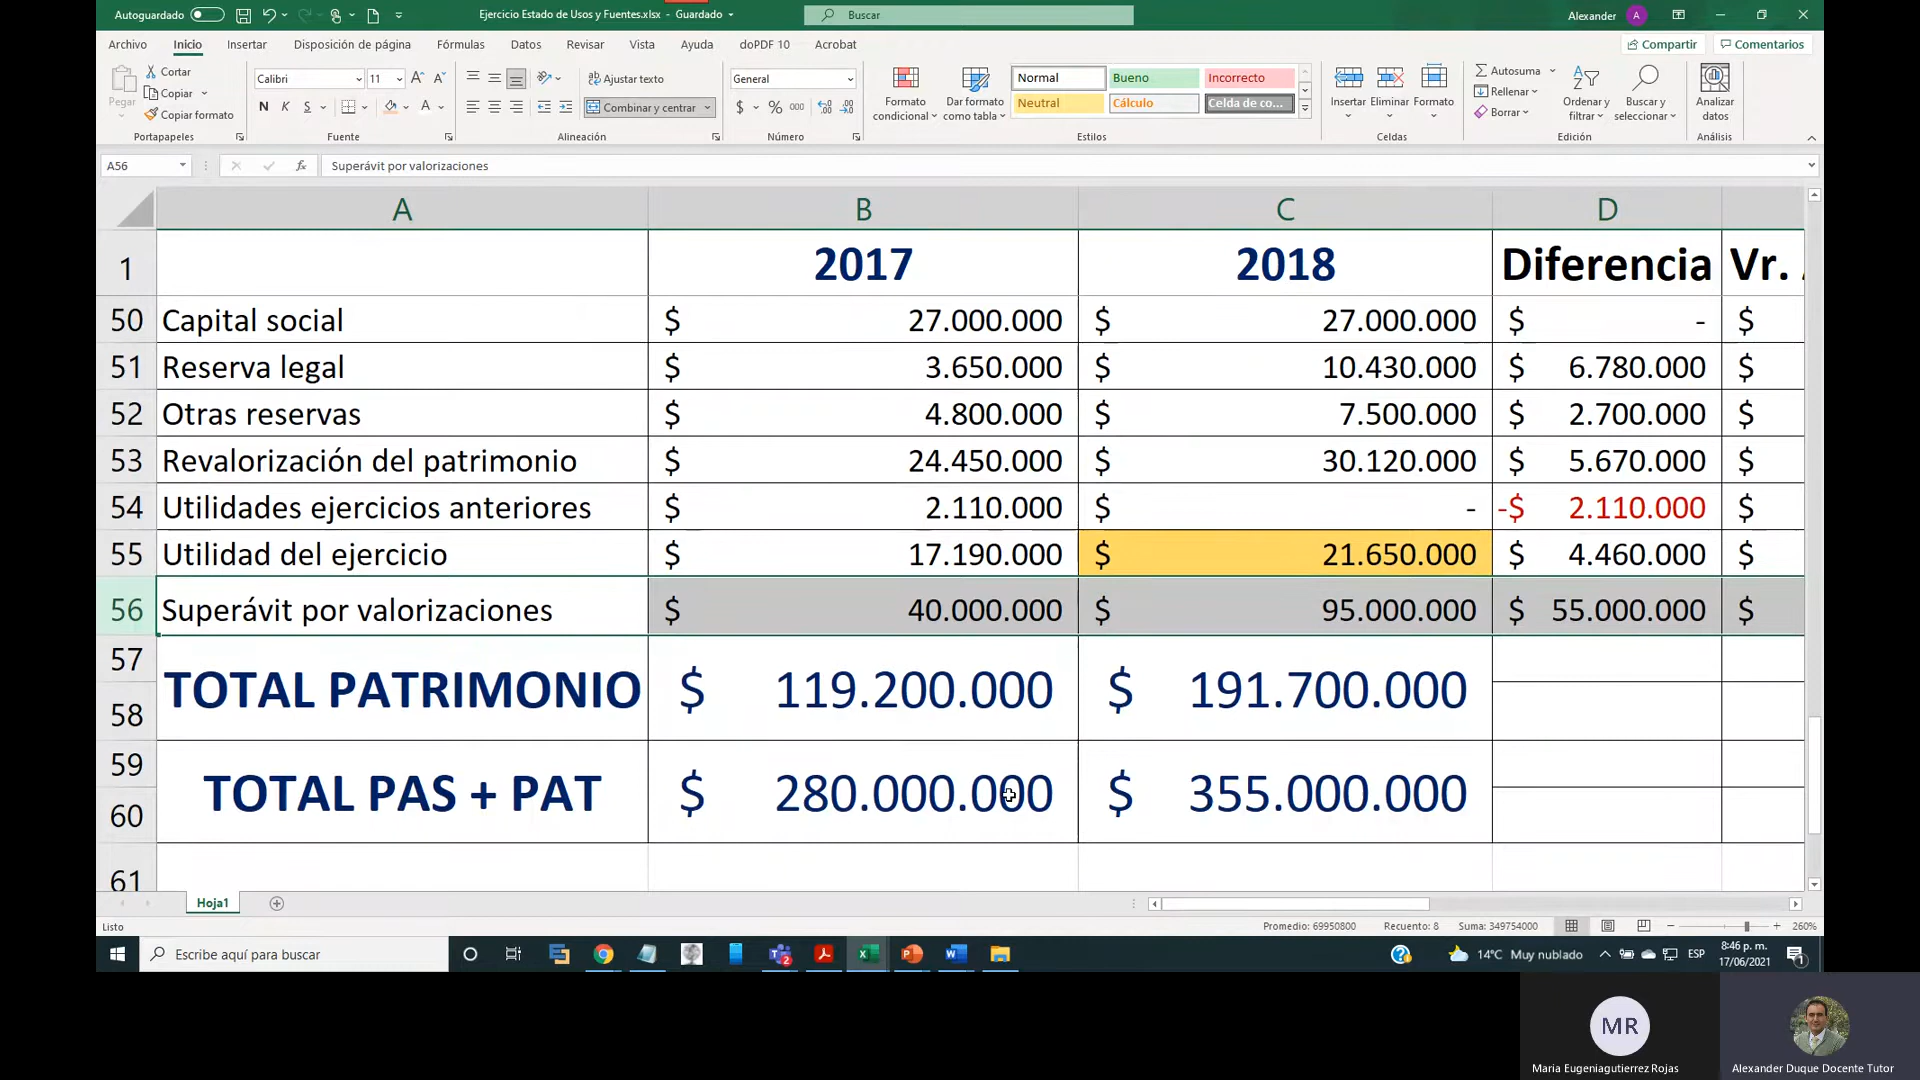 Autoguardado
Ejercicio Estado de Usos y Fuentes.xlsx - Guardado
Buscar
Alexander
A
Archivo Inicio Insertar Disposición de página Fórmulas Datos Revisar Vista Ayuda doPDF 10 Acrobat
Compartir Comentarios
Pegar
Cortar
Copiar
Copiar formato
Portapapeles
Calibri 11
N K S
Fuente
Ajustar texto
Combinar y centrar
Alineación
General
$ % 000
Número
Formato condicional
Dar formato como tabla
Normal Bueno Incorrecto
Neutral Cálculo Celda de co...
Estilos
Insertar Eliminar Formato
Celdas
Autosuma
Rellenar
Borrar
Ordenar y filtrar
Buscar y seleccionar
Edición
Analizar datos
Análisis
A56 fx Superávit por valorizaciones
A B C D
1 2017 2018 Diferencia Vr.
50 Capital social $ 27.000.000 $ 27.000.000 $ - $
51 Reserva legal $ 3.650.000 $ 10.430.000 $ 6.780.000 $
52 Otras reservas $ 4.800.000 $ 7.500.000 $ 2.700.000 $
53 Revalorización del patrimonio $ 24.450.000 $ 30.120.000 $ 5.670.000 $
54 Utilidades ejercicios anteriores $ 2.110.000 $ - -$ 2.110.000 $
55 Utilidad del ejercicio $ 17.190.000 $ 21.650.000 $ 4.460.000 $
56 Superávit por valorizaciones $ 40.000.000 $ 95.000.000 $ 55.000.000 $
57
TOTAL PATRIMONIO $ 119.200.000 $ 191.700.000
58
59
TOTAL PAS + PAT $ 280.000.000 $ 355.000.000
60
61
Hoja1
Listo
Promedio: 69950800 Recuento: 8 Suma: 349754000 260%
Escribe aquí para buscar
14°C Muy nublado
ESP
8:46 p. m.
17/06/2021
MR
Maria Eugeniagutierrez Rojas
Alexander Duque Docente Tutor